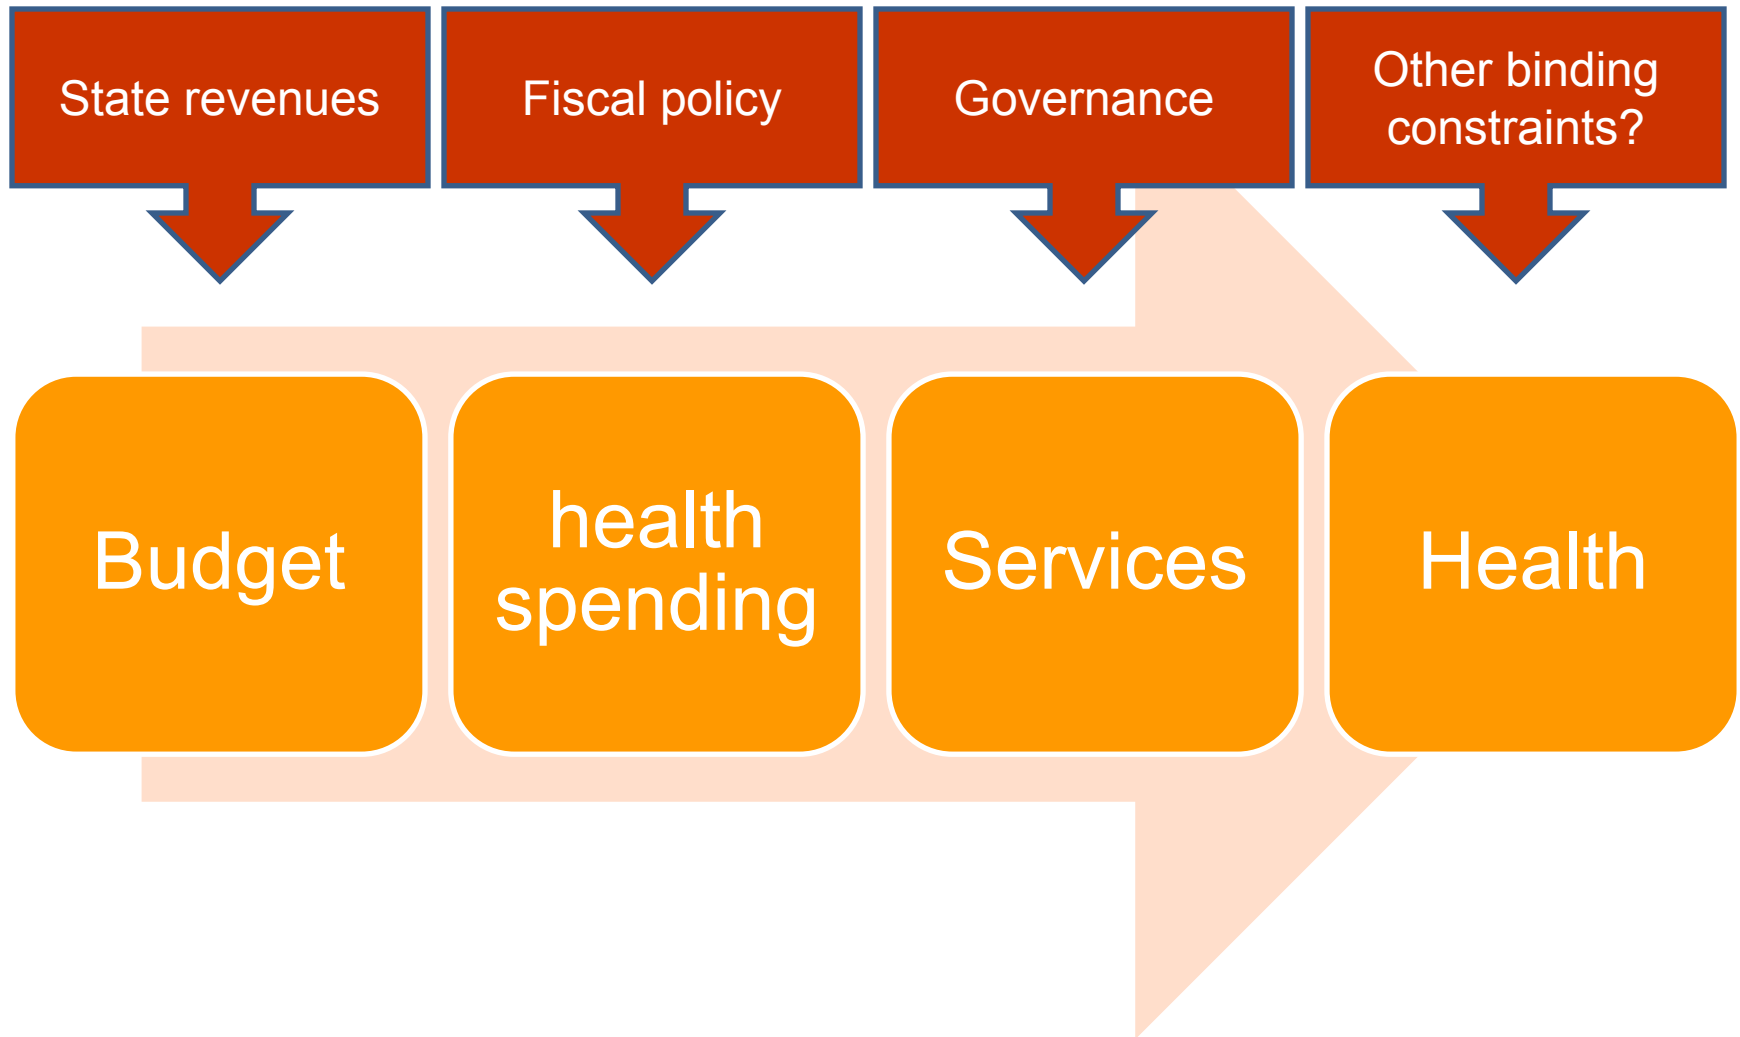 State revenues
Fiscal policy
Governance
Other binding
constraints?
Budget
health
spending
Services
Health